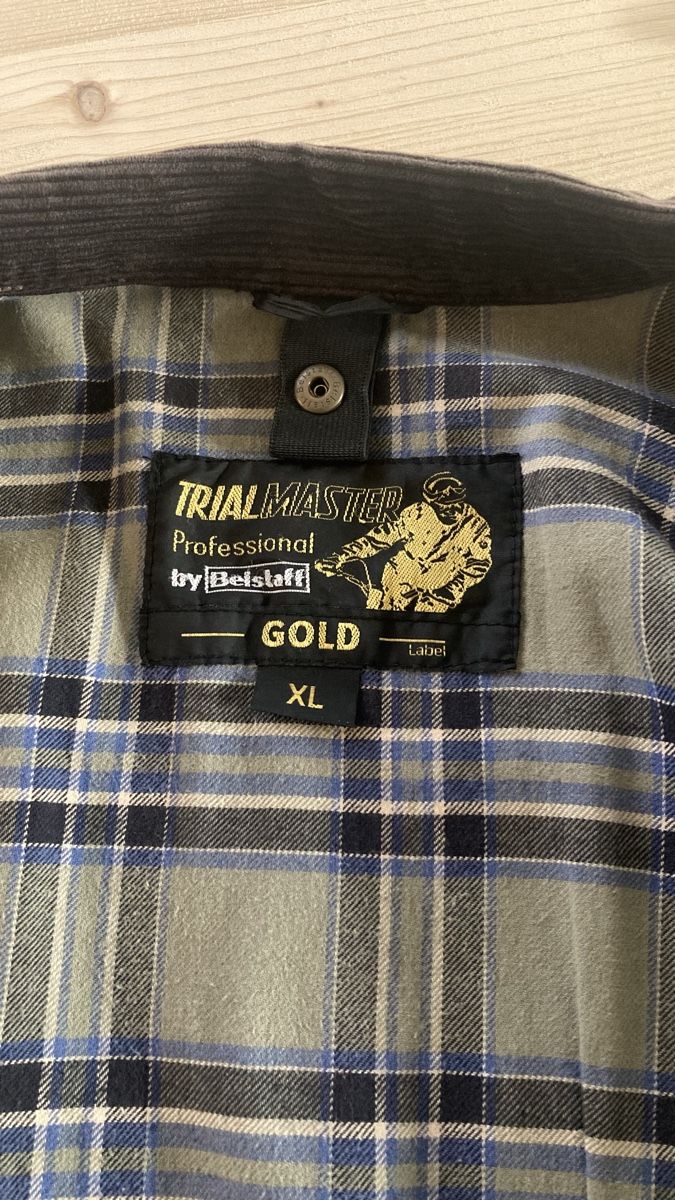 TRIALMASTER
Professional
by Belstaff
GOLD
Label
XL